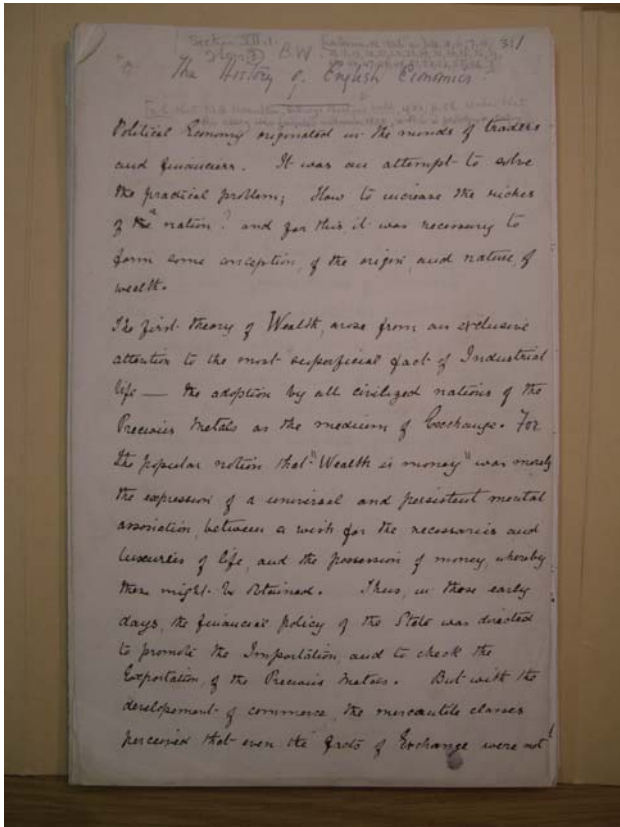 Section VII. 1.
Item (3) B.W. 31/
"The History of English Economics"
Political Economy originated in the minds of traders
and financiers. It was an attempt to solve
the practical problem; How to increase the riches
of the "nation"? and for this it was necessary to
form some conception, of the origin, and nature, of
wealth.
The first theory of Wealth, arose from an exclusive
attention to the most superficial fact of Industrial
life — the adoption by all civilized nations of the
Precious Metals as the medium of Exchange. For
the popular notion that "Wealth is money" was merely
the expression of a universal and persistent mental
association, between a wish for the necessaries and
luxuries of life, and the possession of money, whereby
these might be obtained. Thus, in those early
days, the financial policy of the State was directed
to promote the Importation, and to check the
Exportation, of the Precious Metals. But with the
developement of commerce, the mercantile classes
perceived that even the facts of Exchange were not